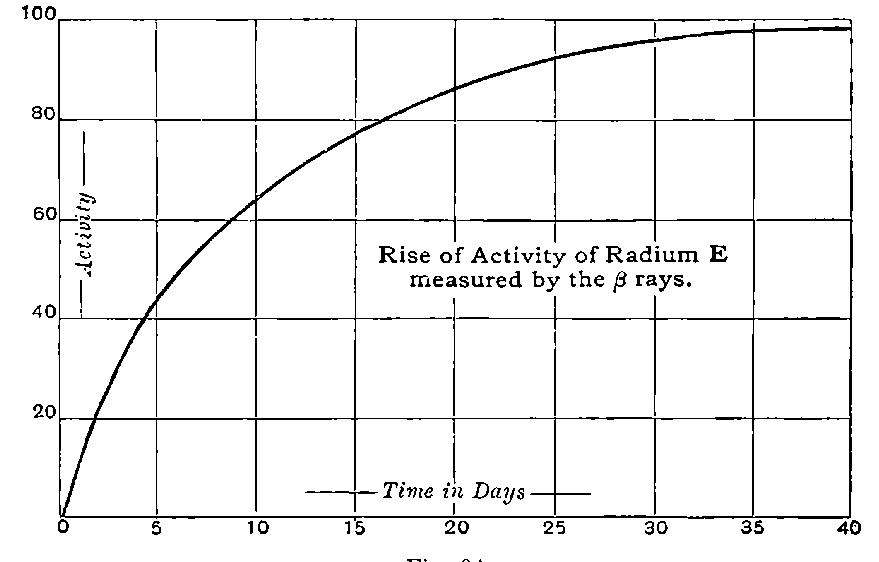 100
80
60
40
20
Activity
Rise of Activity of Radium E
measured by the β rays.
Time in Days
0 5 10 15 20 25 30 35 40